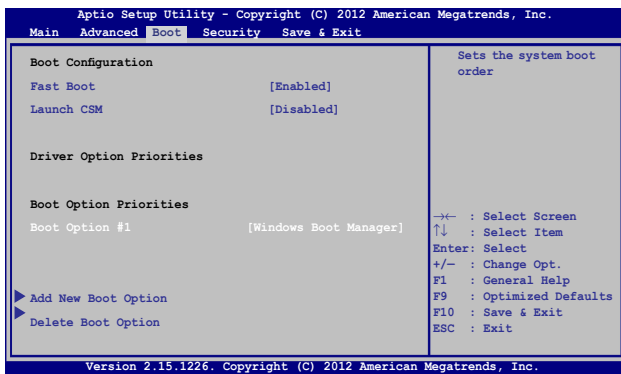 Aptio Setup Utility - Copyright (C) 2012 American Megatrends, Inc.
Main Advanced Boot Security Save & Exit
Boot Configuration
Fast Boot [Enabled]
Launch CSM [Disabled]
Driver Option Priorities
Boot Option Priorities
Boot Option #1 [Windows Boot Manager]
Add New Boot Option
Delete Boot Option
Sets the system boot
order
→← : Select Screen
↑↓ : Select Item
Enter: Select
+/— : Change Opt.
F1 : General Help
F9 : Optimized Defaults
F10 : Save & Exit
ESC : Exit
Version 2.15.1226. Copyright (C) 2012 American Megatrends, Inc.